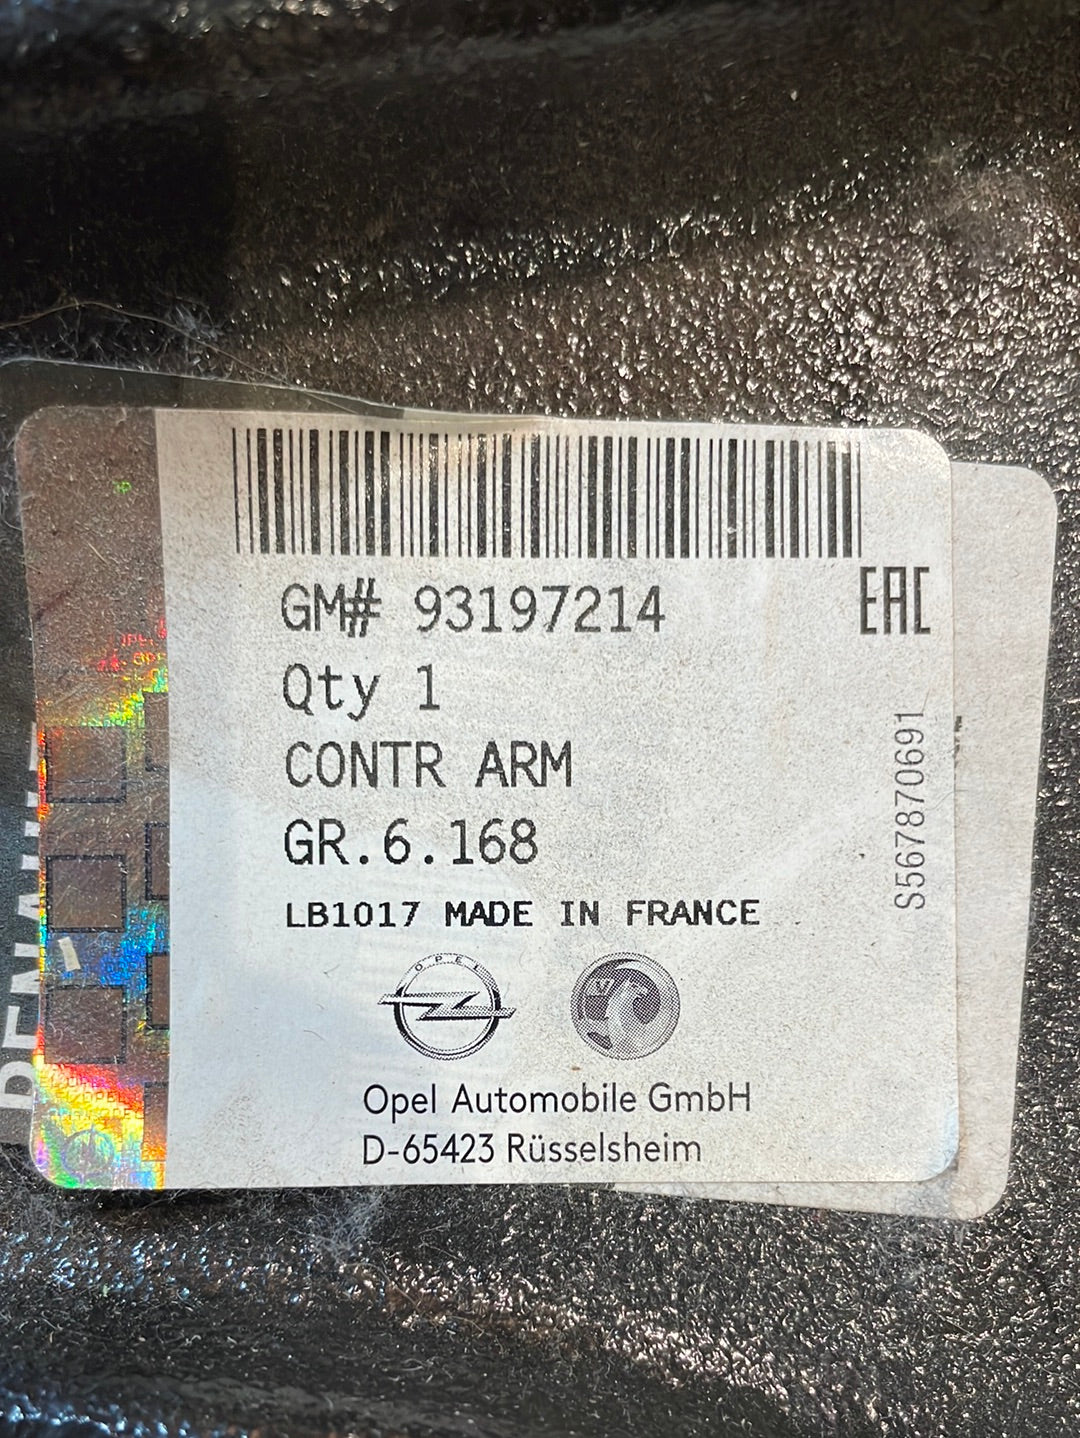 GM# 93197214
EAC
Qty 1
CONTR ARM
GR.6.168
S567870691
LB1017 MADE IN FRANCE
OPEL
Opel Automobile GmbH
D-65423 Rüsselsheim